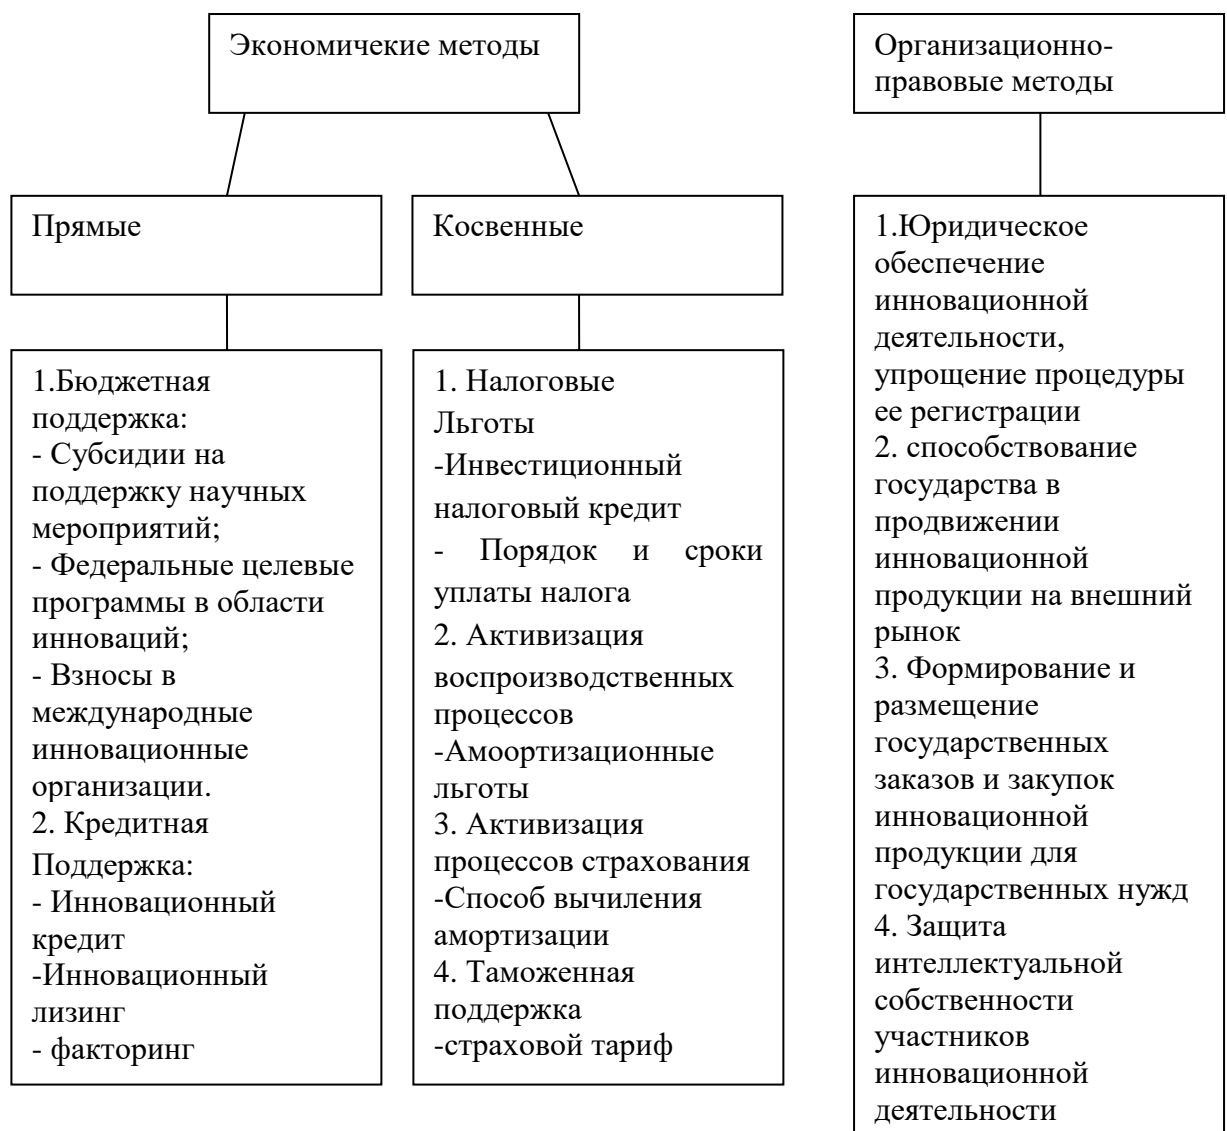 Экономичекие методы
Организационно-
правовые методы
Прямые
Косвенные
1.Бюджетная
поддержка:
- Субсидии на
поддержку научных
мероприятий;
- Федеральные целевые
программы в области
инноваций;
- Взносы в
международные
инновационные
организации.
2. Кредитная
Поддержка:
- Инновационный
кредит
-Инновационный
лизинг
- факторинг
1. Налоговые
Льготы
-Инвестиционный
налоговый кредит
- Порядок и сроки
уплаты налога
2. Активизация
воспроизводственных
процессов
-Амоортизационные
льготы
3. Активизация
процессов страхования
-Способ вычиления
амортизации
4. Таможенная
поддержка
-страховой тариф
1.Юридическое
обеспечение
инновационной
деятельности,
упрощение процедуры
ее регистрации
2. способствование
государства в
продвижении
инновационной
продукции на внешний
рынок
3. Формирование и
размещение
государственных
заказов и закупок
инновационной
продукции для
государственных нужд
4. Защита
интеллектуальной
собственности
участников
инновационной
деятельности